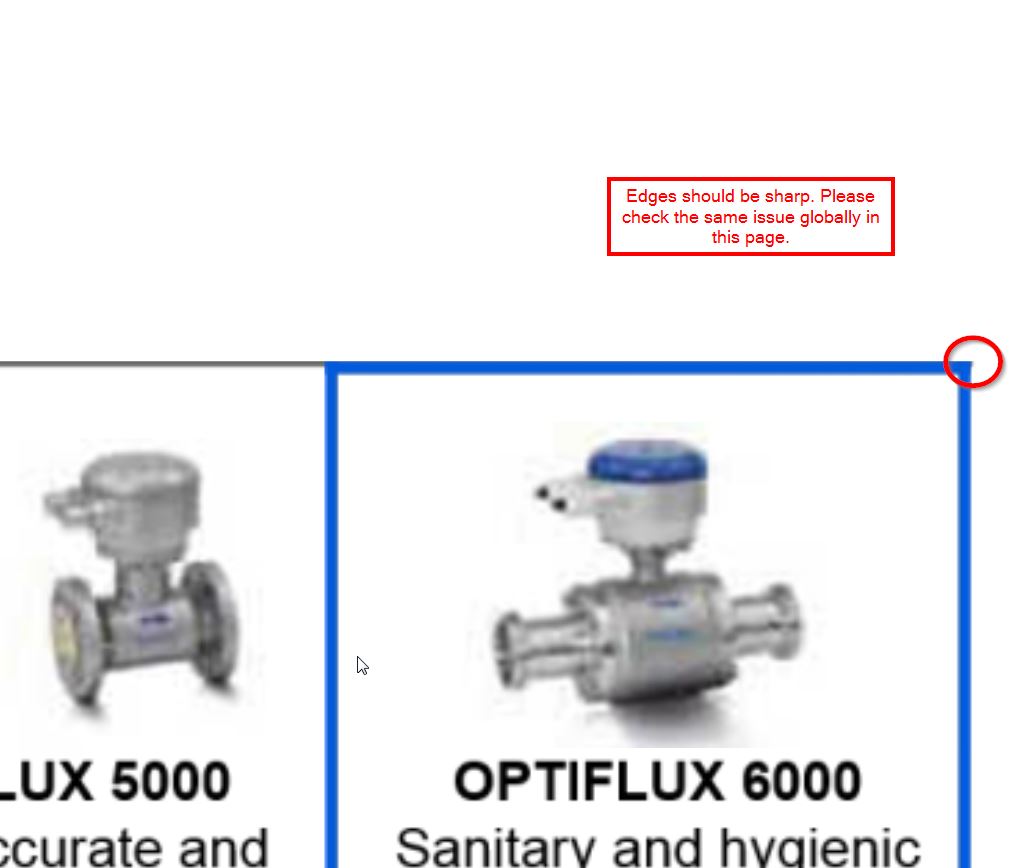 Edges should be sharp. Please
check the same issue globally in
this page.
LUX 5000
OPTIFLUX 6000
ccurate and
Sanitary and hygienic